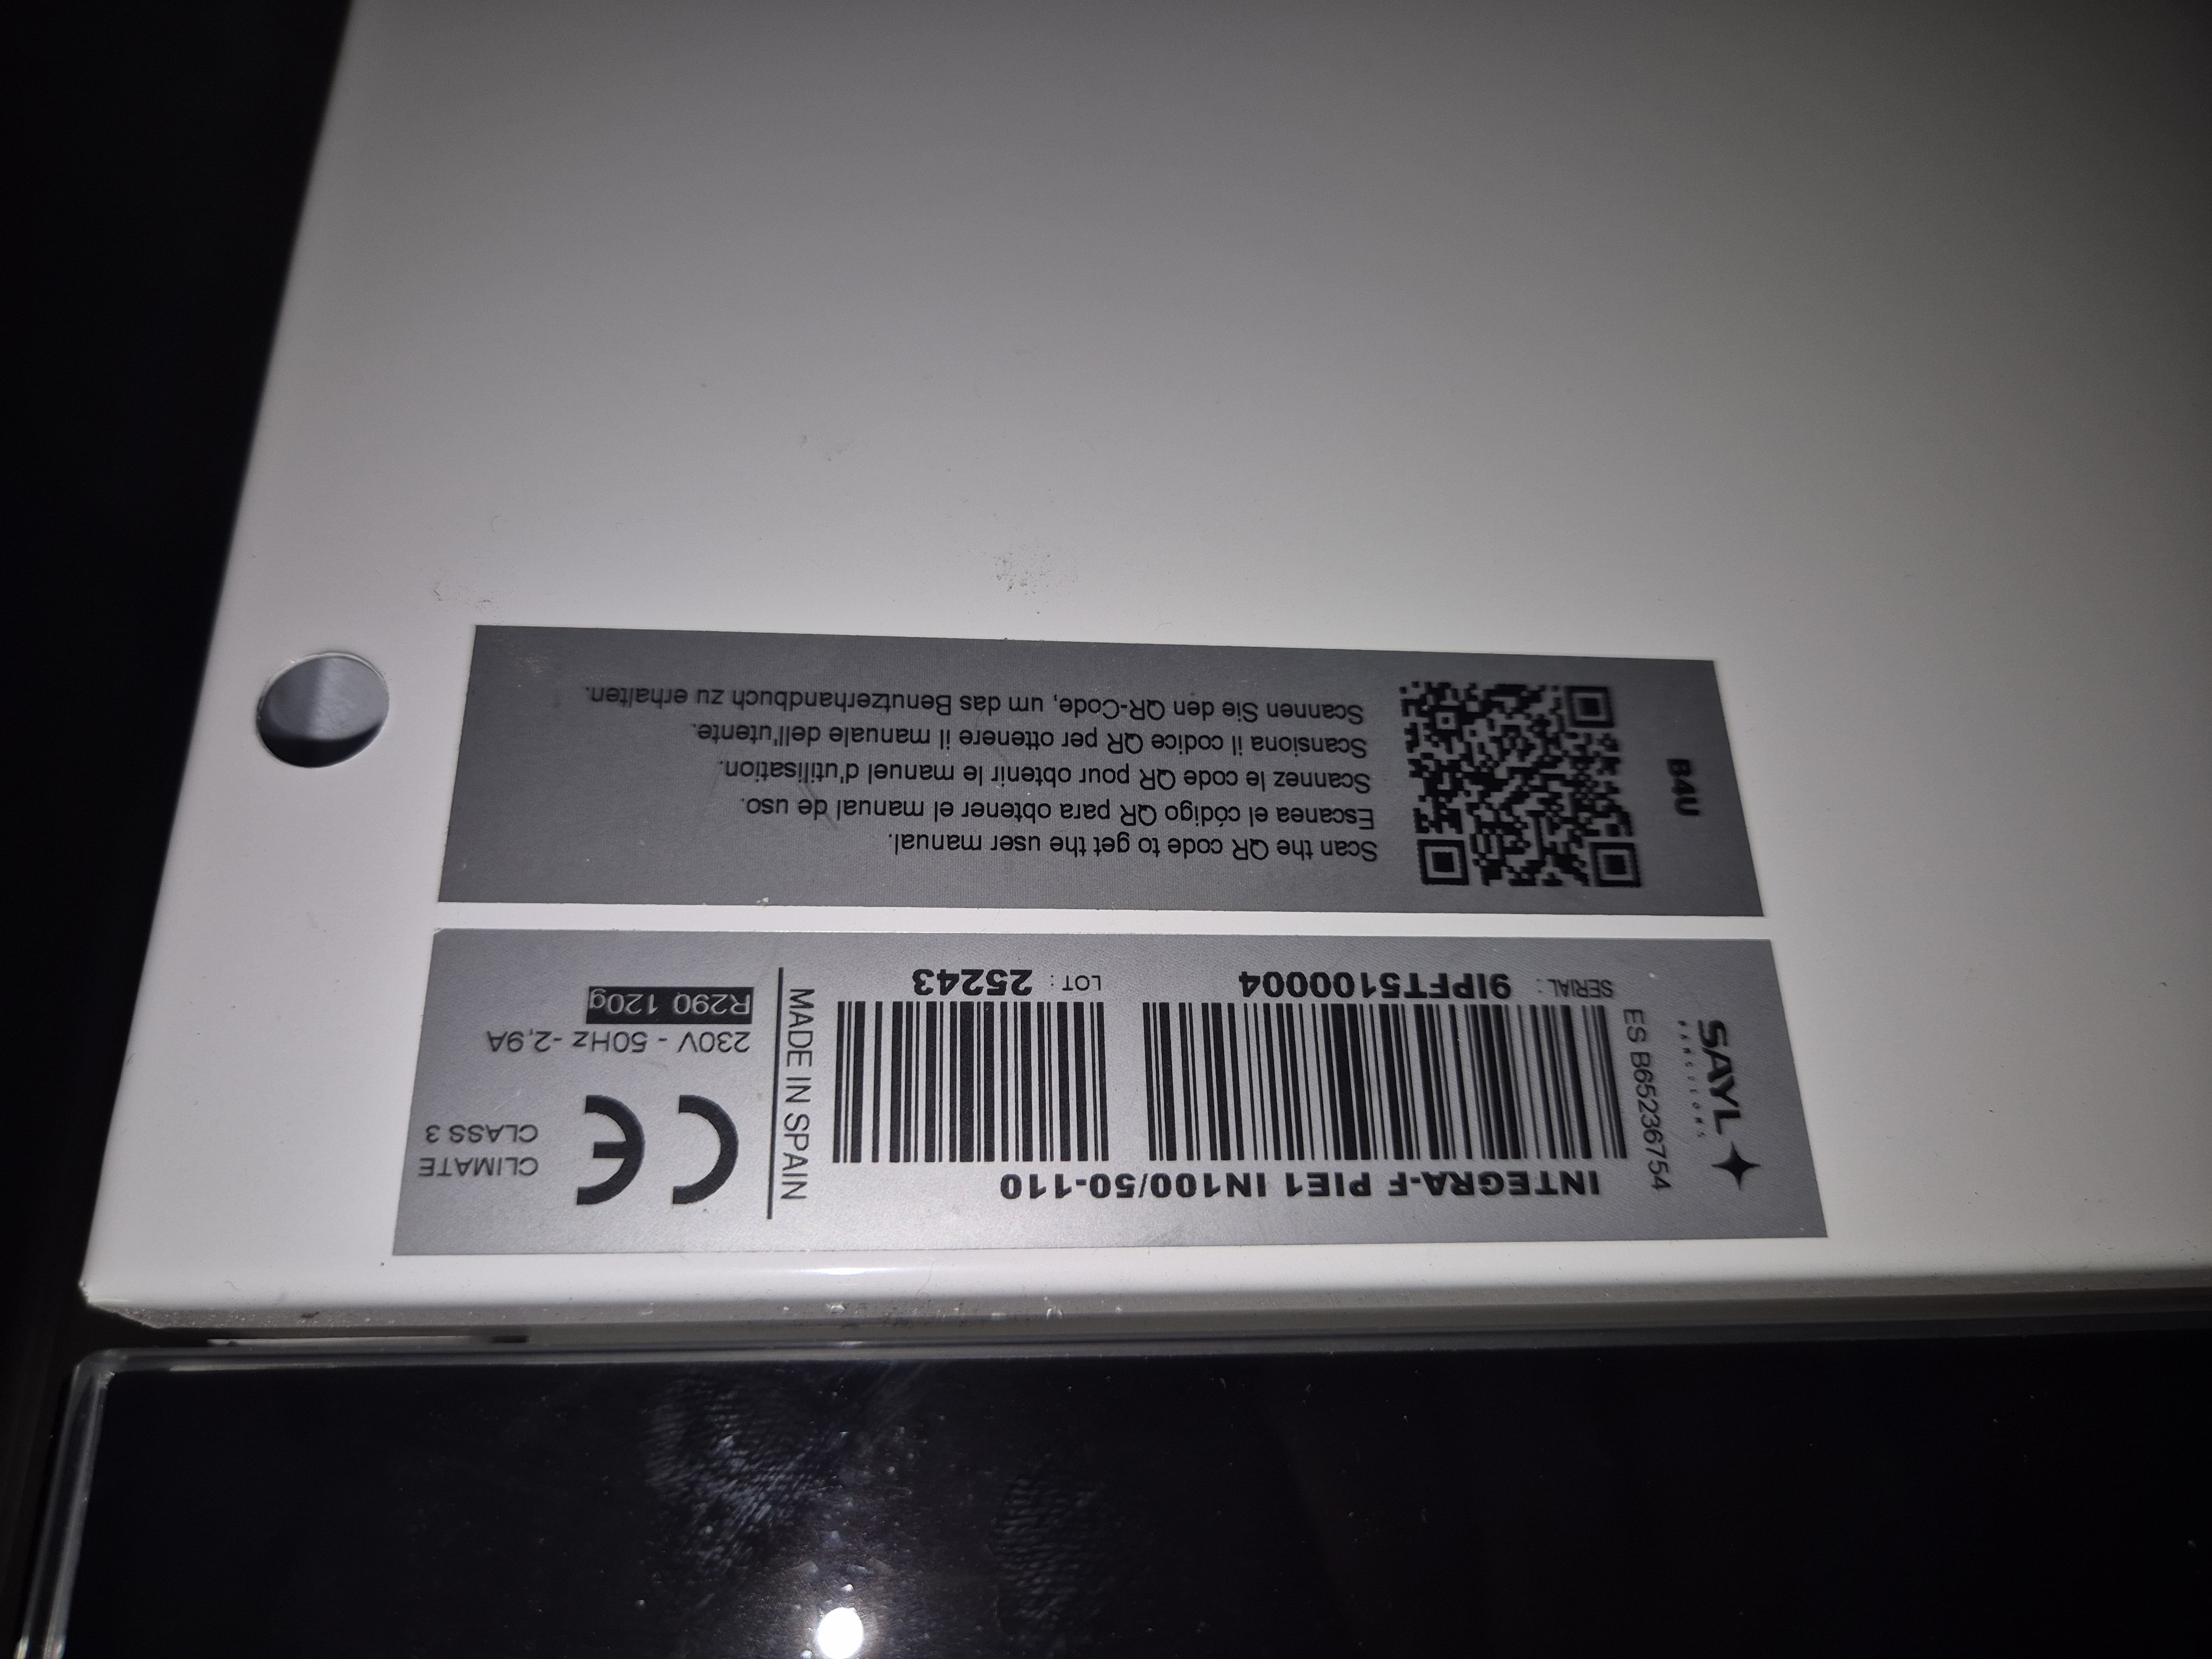 SAYL
BARCELONA
ES B65236754
INTEGRA-F PIE1 IN100/50-110
SERIAL: 9IPFT5100004
LOT: 25243
MADE IN SPAIN
CLIMATE
CLASS 3
CE
230V - 50Hz -2,9A
R290 120g
B4U
Scan the QR code to get the user manual.
Escanea el código QR para obtener el manual de uso.
Scannez le code QR pour obtenir le manuel d'utilisation.
Scansiona il codice QR per ottenere il manuale dell'utente.
Scannen Sie den QR-Code, um das Benutzerhandbuch zu erhalten.